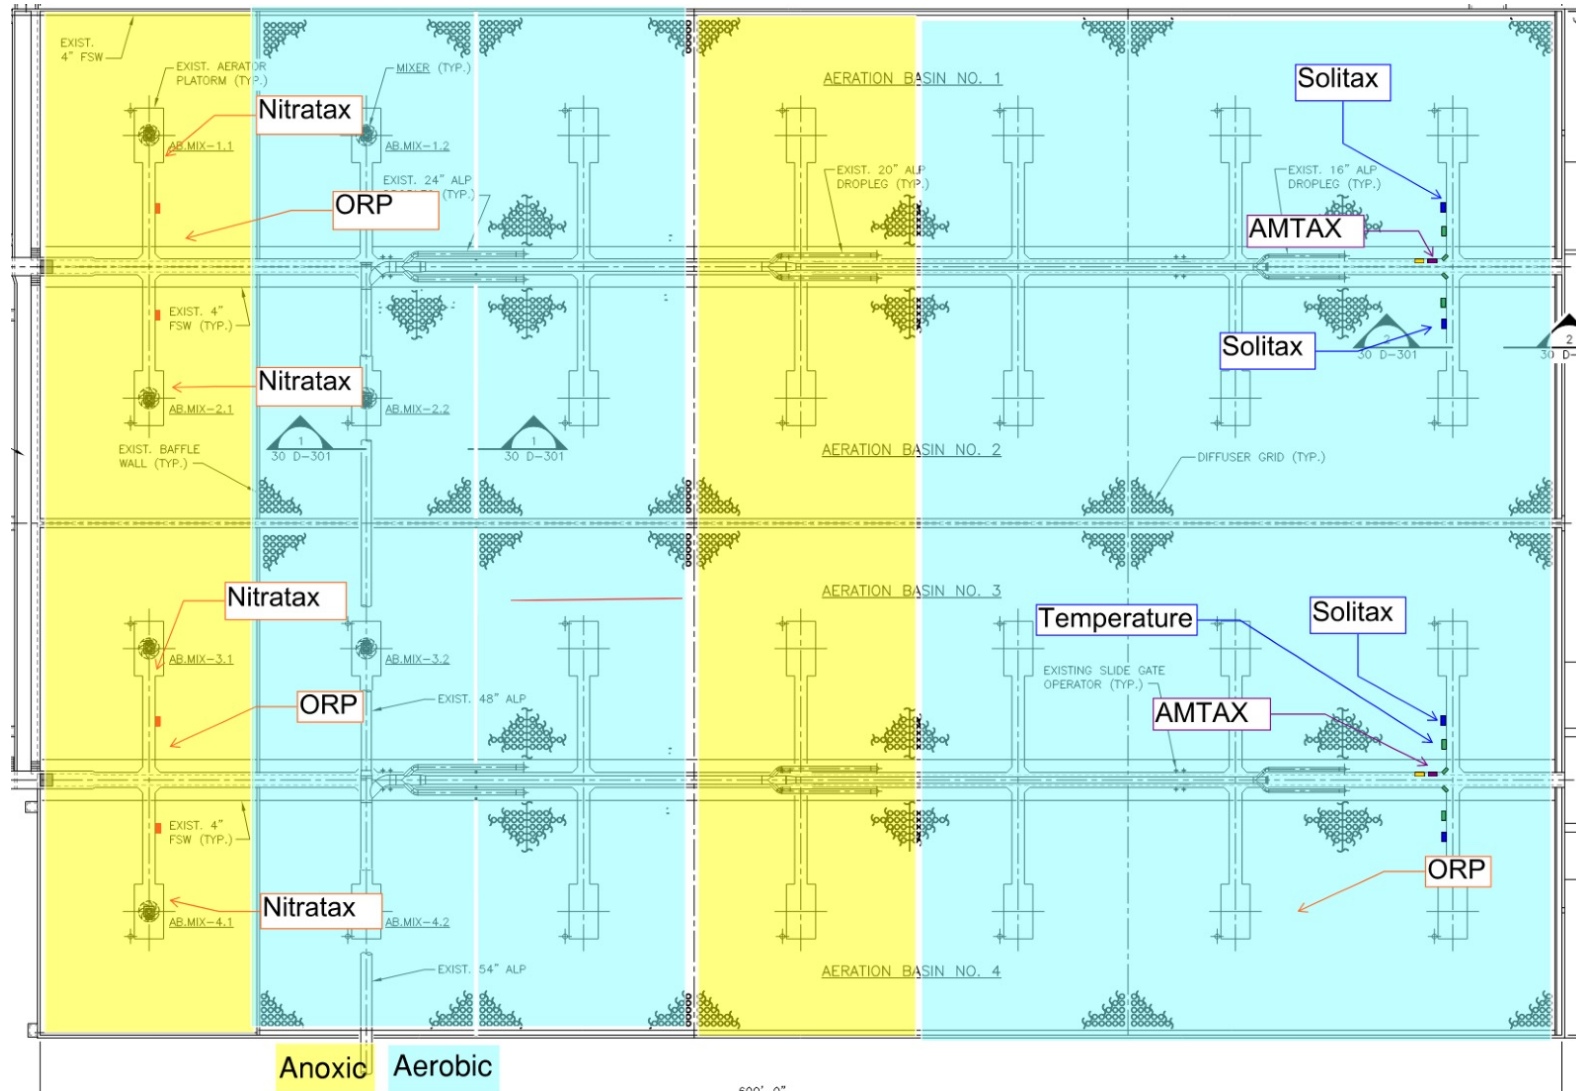 EXIST.
4" FSW
EXIST. AERATOR
PLATORM (TYP.)
MIXER (TYP.)
AERATION BASIN NO. 1
Solitax
Nitratax
AB.MIX-1.1
AB.MIX-1.2
EXIST. 24" ALP
(TYP.)
EXIST. 20" ALP
DROPLEG (TYP.)
EXIST. 16" ALP
DROPLEG (TYP.)
ORP
AMTAX
EXIST. 4"
FSW (TYP.)
Solitax
2
30 D-301
2
30 D-
Nitratax
AB.MIX-2.1
AB.MIX-2.2
EXIST. BAFFLE
WALL (TYP.)
1
30 D-301
1
30 D-301
AERATION BASIN NO. 2
DIFFUSER GRID (TYP.)
Nitratax
AERATION BASIN NO. 3
Temperature
Solitax
AB.MIX-3.1
AB.MIX-3.2
EXISTING SLIDE GATE
OPERATOR (TYP.)
ORP
EXIST. 48" ALP
AMTAX
EXIST. 4"
FSW (TYP.)
ORP
Nitratax
AB.MIX-4.1
AB.MIX-4.2
EXIST. 54" ALP
AERATION BASIN NO. 4
Anoxic
Aerobic